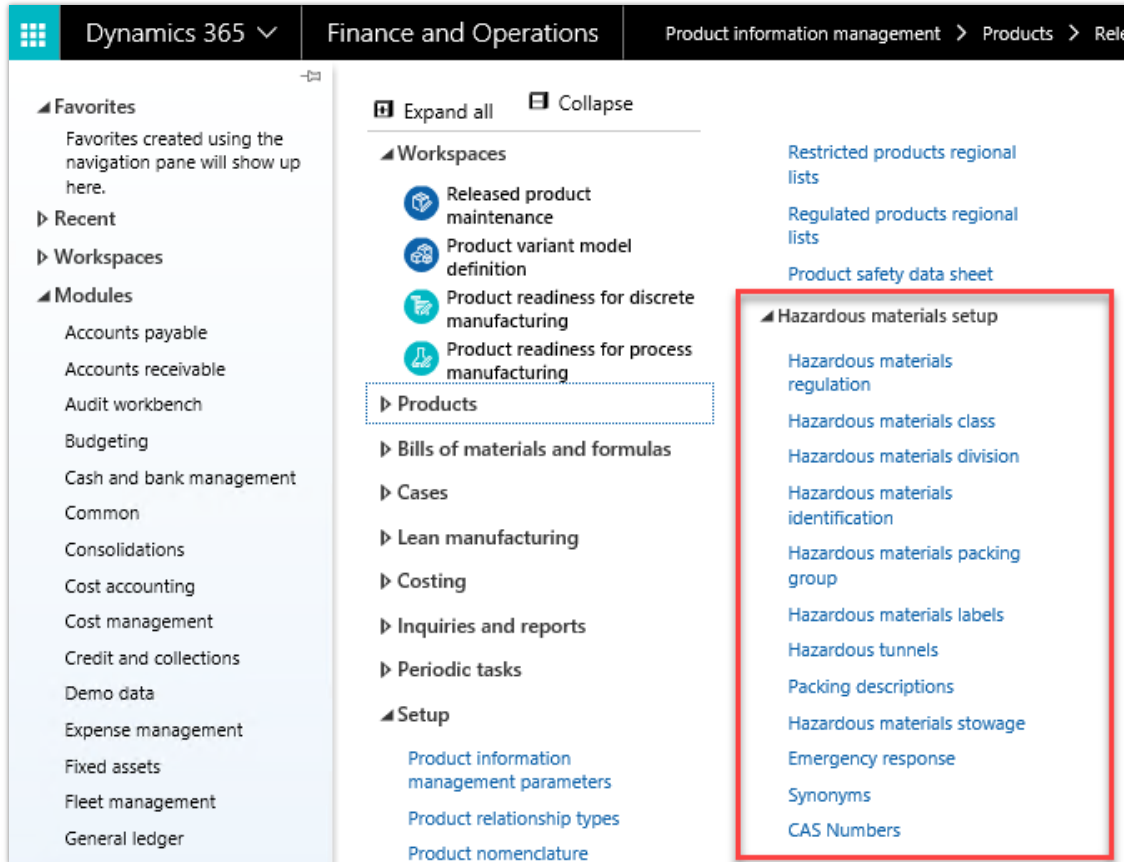 Dynamics 365
Finance and Operations
Product information management > Products > Rele
Favorites
Favorites created using the
navigation pane will show up
here.
Recent
Workspaces
Modules
Accounts payable
Accounts receivable
Audit workbench
Budgeting
Cash and bank management
Common
Consolidations
Cost accounting
Cost management
Credit and collections
Demo data
Expense management
Fixed assets
Fleet management
General ledger
Expand all
Collapse
Workspaces
Released product
maintenance
Product variant model
definition
Product readiness for discrete
manufacturing
Product readiness for process
manufacturing
Products
Bills of materials and formulas
Cases
Lean manufacturing
Costing
Inquiries and reports
Periodic tasks
Setup
Product information
management parameters
Product relationship types
Product nomenclature
Restricted products regional
lists
Regulated products regional
lists
Product safety data sheet
Hazardous materials setup
Hazardous materials
regulation
Hazardous materials class
Hazardous materials division
Hazardous materials
identification
Hazardous materials packing
group
Hazardous materials labels
Hazardous tunnels
Packing descriptions
Hazardous materials stowage
Emergency response
Synonyms
CAS Numbers